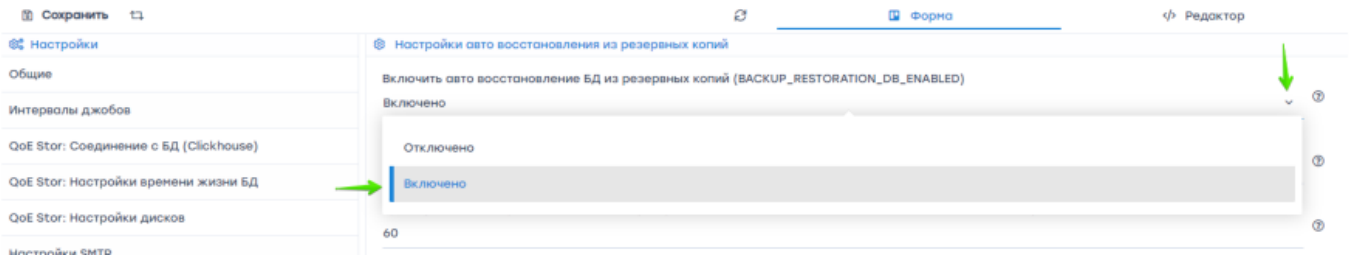 Сохранить
Форма
</> Редактор
Настройки
Настройки авто восстановления из резервных копий
Общие
Включить авто восстановление БД из резервных копий (BACKUP_RESTORATION_DB_ENABLED)
Интервалы джобов
Включено
QoE Stor: Соединение с БД (Clickhouse)
Отключено
QoE Stor: Настройки времени жизни БД
Включено
QoE Stor: Настройки дисков
60
Настройки SMTP